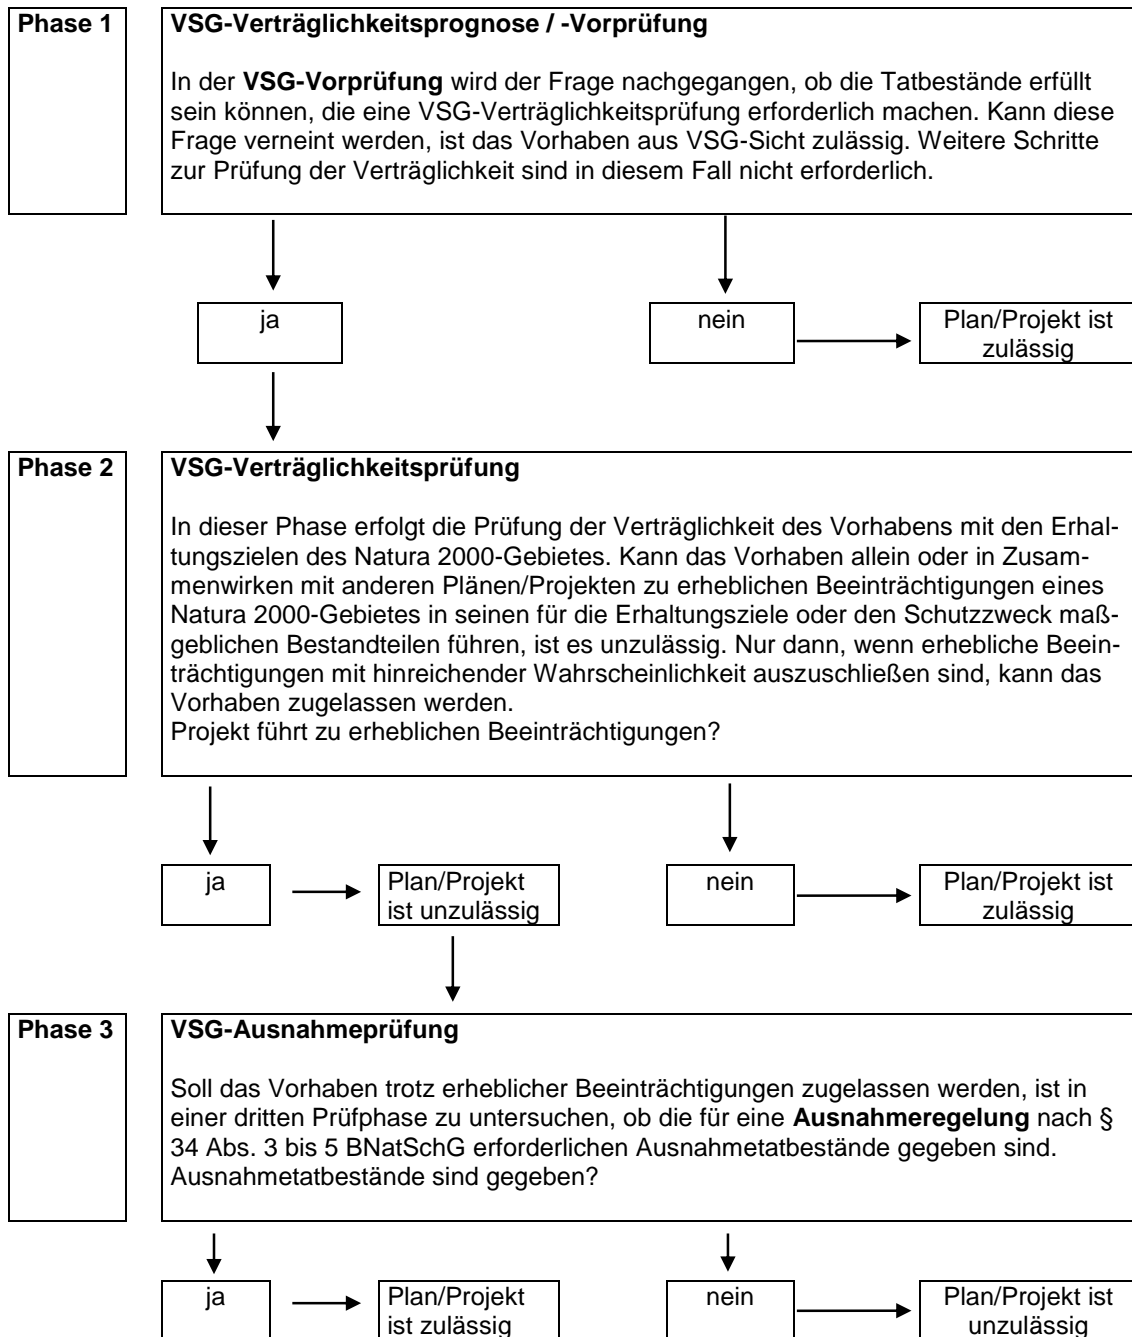 Phase 1
VSG-Verträglichkeitsprognose / -Vorprüfung
In der VSG-Vorprüfung wird der Frage nachgegangen, ob die Tatbestände erfüllt
sein können, die eine VSG-Verträglichkeitsprüfung erforderlich machen. Kann diese
Frage verneint werden, ist das Vorhaben aus VSG-Sicht zulässig. Weitere Schritte
zur Prüfung der Verträglichkeit sind in diesem Fall nicht erforderlich.
ja
nein
Plan/Projekt ist
zulässig
Phase 2
VSG-Verträglichkeitsprüfung
In dieser Phase erfolgt die Prüfung der Verträglichkeit des Vorhabens mit den Erhal-
tungszielen des Natura 2000-Gebietes. Kann das Vorhaben allein oder in Zusam-
menwirken mit anderen Plänen/Projekten zu erheblichen Beeinträchtigungen eines
Natura 2000-Gebietes in seinen für die Erhaltungsziele oder den Schutzzweck maß-
geblichen Bestandteilen führen, ist es unzulässig. Nur dann, wenn erhebliche Beein-
trächtigungen mit hinreichender Wahrscheinlichkeit auszuschließen sind, kann das
Vorhaben zugelassen werden.
Projekt führt zu erheblichen Beeinträchtigungen?
ja
Plan/Projekt
ist unzulässig
nein
Plan/Projekt ist
zulässig
Phase 3
VSG-Ausnahmeprüfung
Soll das Vorhaben trotz erheblicher Beeinträchtigungen zugelassen werden, ist in
einer dritten Prüfphase zu untersuchen, ob die für eine Ausnahmeregelung nach §
34 Abs. 3 bis 5 BNatSchG erforderlichen Ausnahmetatbestände gegeben sind.
Ausnahmetatbestände sind gegeben?
ja
Plan/Projekt
ist zulässig
nein
Plan/Projekt ist
unzulässig